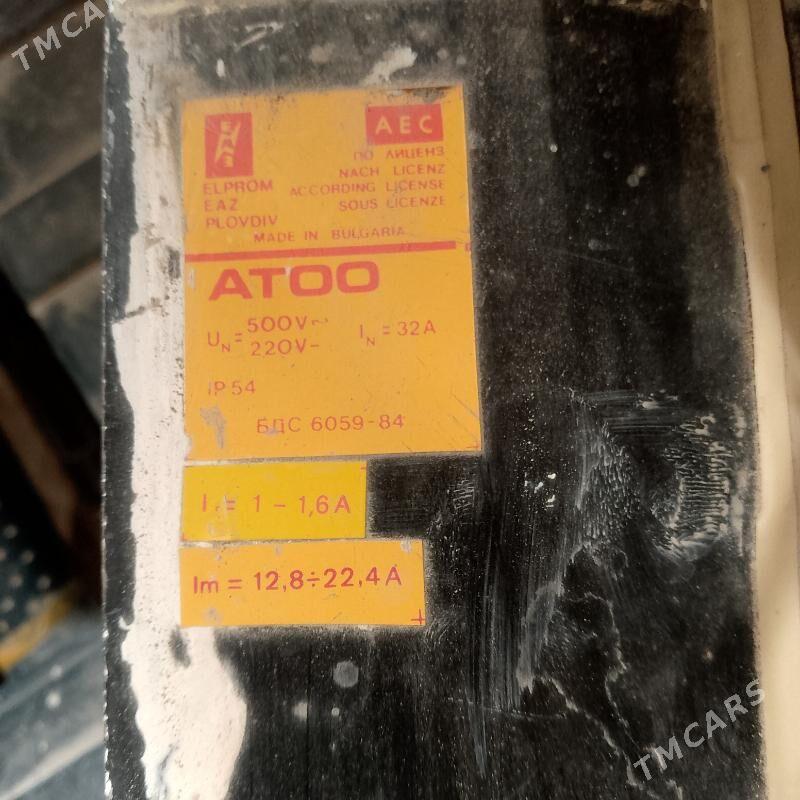 TMCARS
ЕЛПРОМ
AEC
ПО ЛИЦЕНЗ
NACH LICENZ
ELPROM ACCORDING LICENSE
EAZ SOUS LICENZE
PLOVDIV
MADE IN BULGARIA
ATOO
UN= 500V~ IN = 32A
220V-
IP54
БДС 6059-84
I = 1 - 1,6A
Im = 12,8÷22,4A
TMCARS